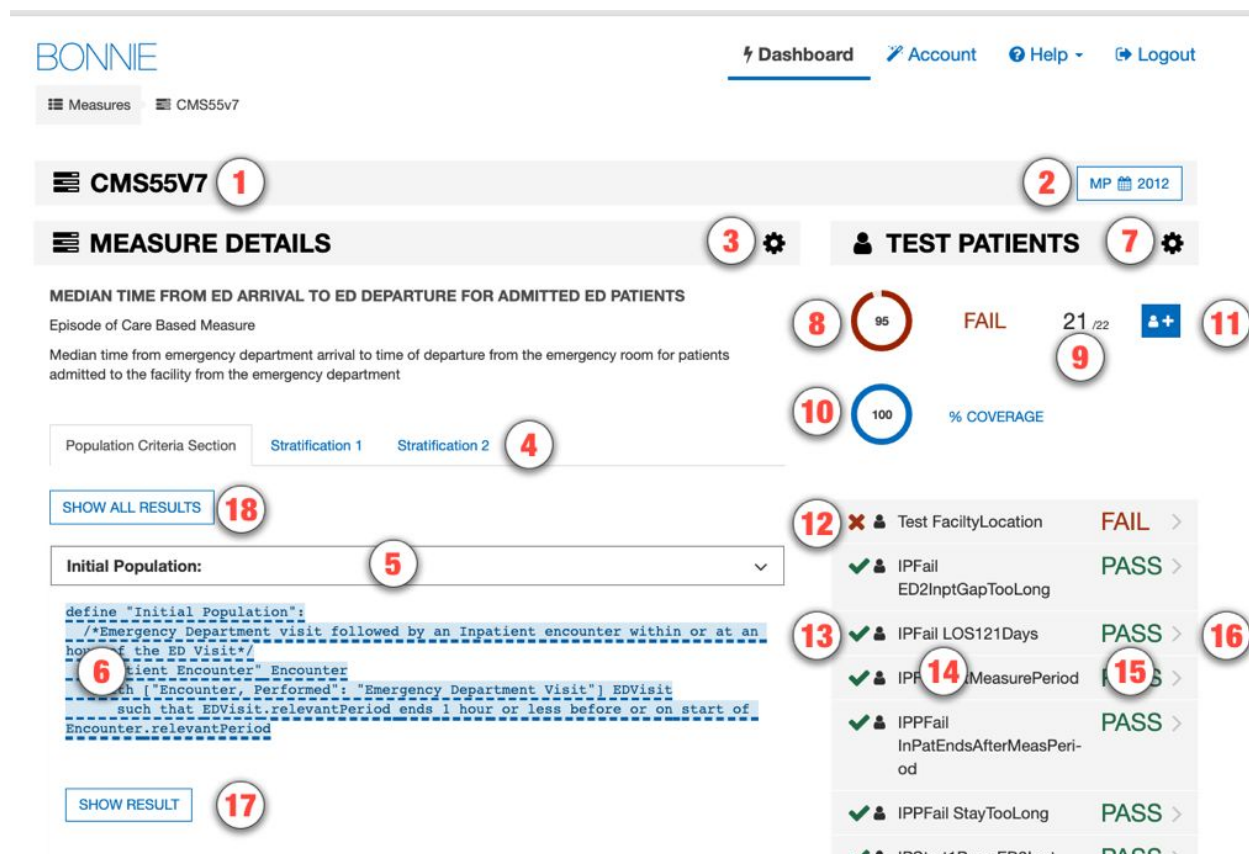 BONNIE
Dashboard Account Help Logout
Measures CMS55v7
CMS55V7 1
2 MP 2012
MEASURE DETAILS 3
TEST PATIENTS 7
MEDIAN TIME FROM ED ARRIVAL TO ED DEPARTURE FOR ADMITTED ED PATIENTS
Episode of Care Based Measure
Median time from emergency department arrival to time of departure from the emergency room for patients
admitted to the facility from the emergency department
8 95 FAIL 21 /22 11
9
10 100 % COVERAGE
Population Criteria Section Stratification 1 Stratification 2 4
SHOW ALL RESULTS 18
Initial Population: 5
define "Initial Population":
/*Emergency Department visit followed by an Inpatient encounter within or at an
of the ED Visit*/
6 Encounter" Encounter
["Encounter, Performed": "Emergency Department Visit"] EDVisit
such that EDVisit.relevantPeriod ends 1 hour or less before or on start of
Encounter.relevantPeriod
SHOW RESULT 17
12 Test FaciltyLocation FAIL
IPFail PASS
ED2InptGapTooLong
13 IPFail LOS121Days PASS 16
14 MeasurePeriod 15
IPPFail PASS
InPatEndsAfterMeasPeri-
od
IPPFail StayTooLong PASS